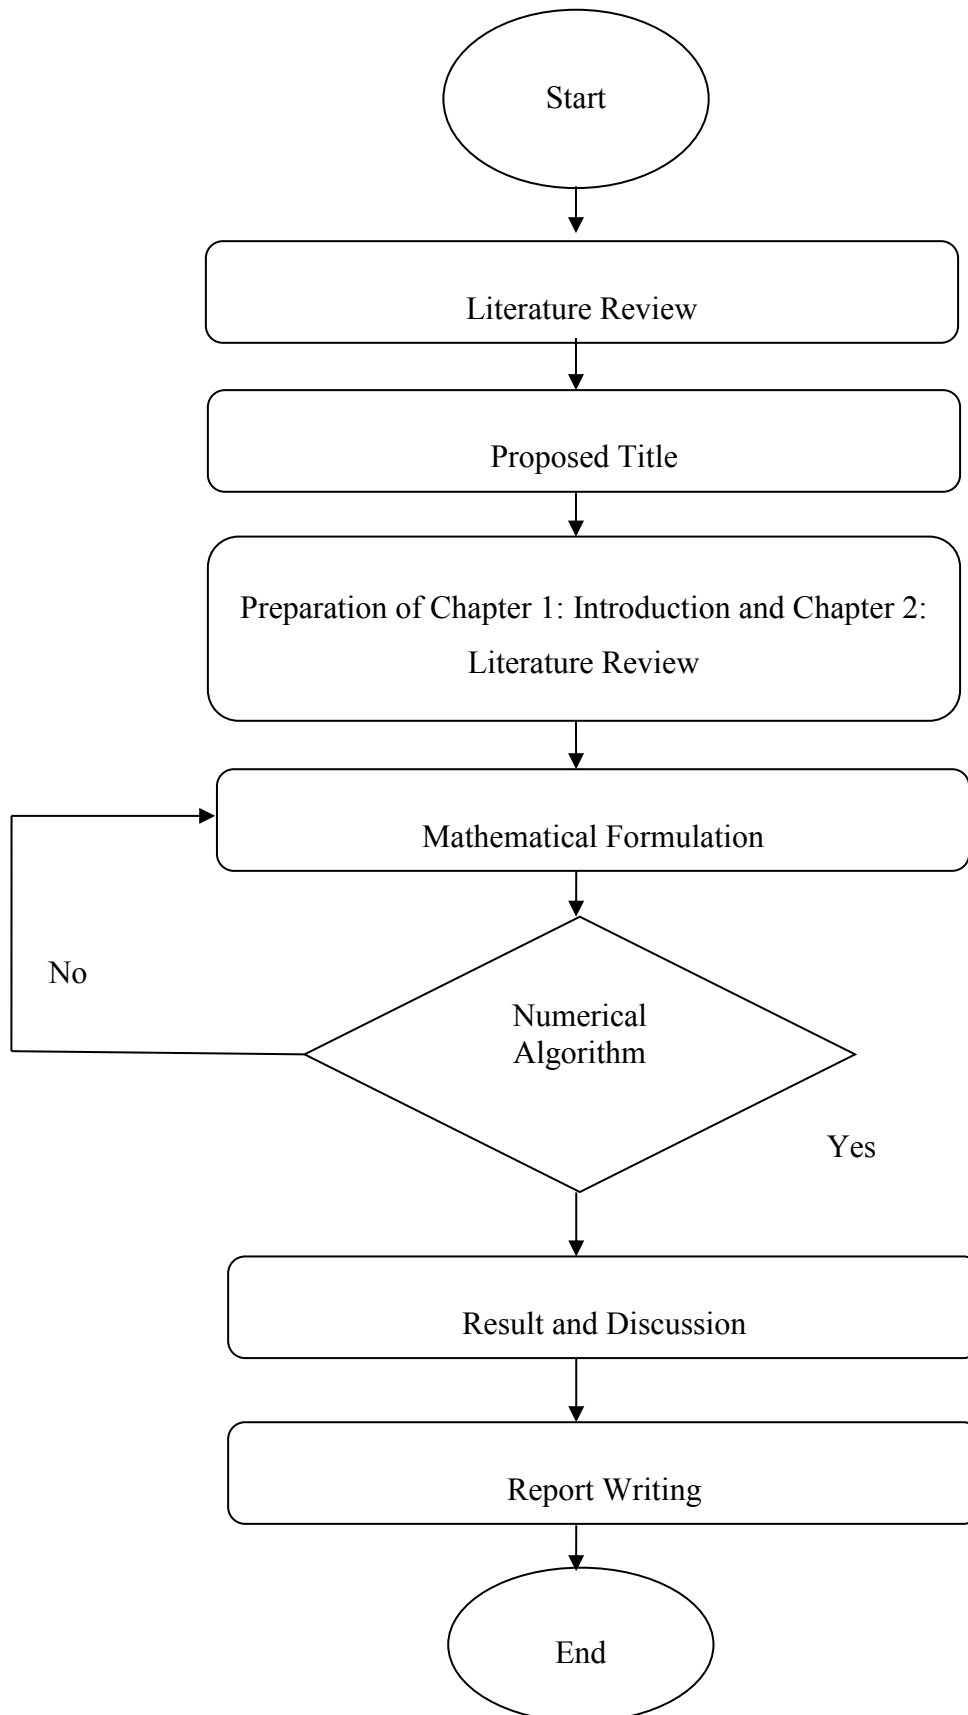 Start
Literature Review
Proposed Title
Preparation of Chapter 1: Introduction and Chapter 2:
Literature Review
Mathematical Formulation
No
Numerical
Algorithm
Yes
Result and Discussion
Report Writing
End